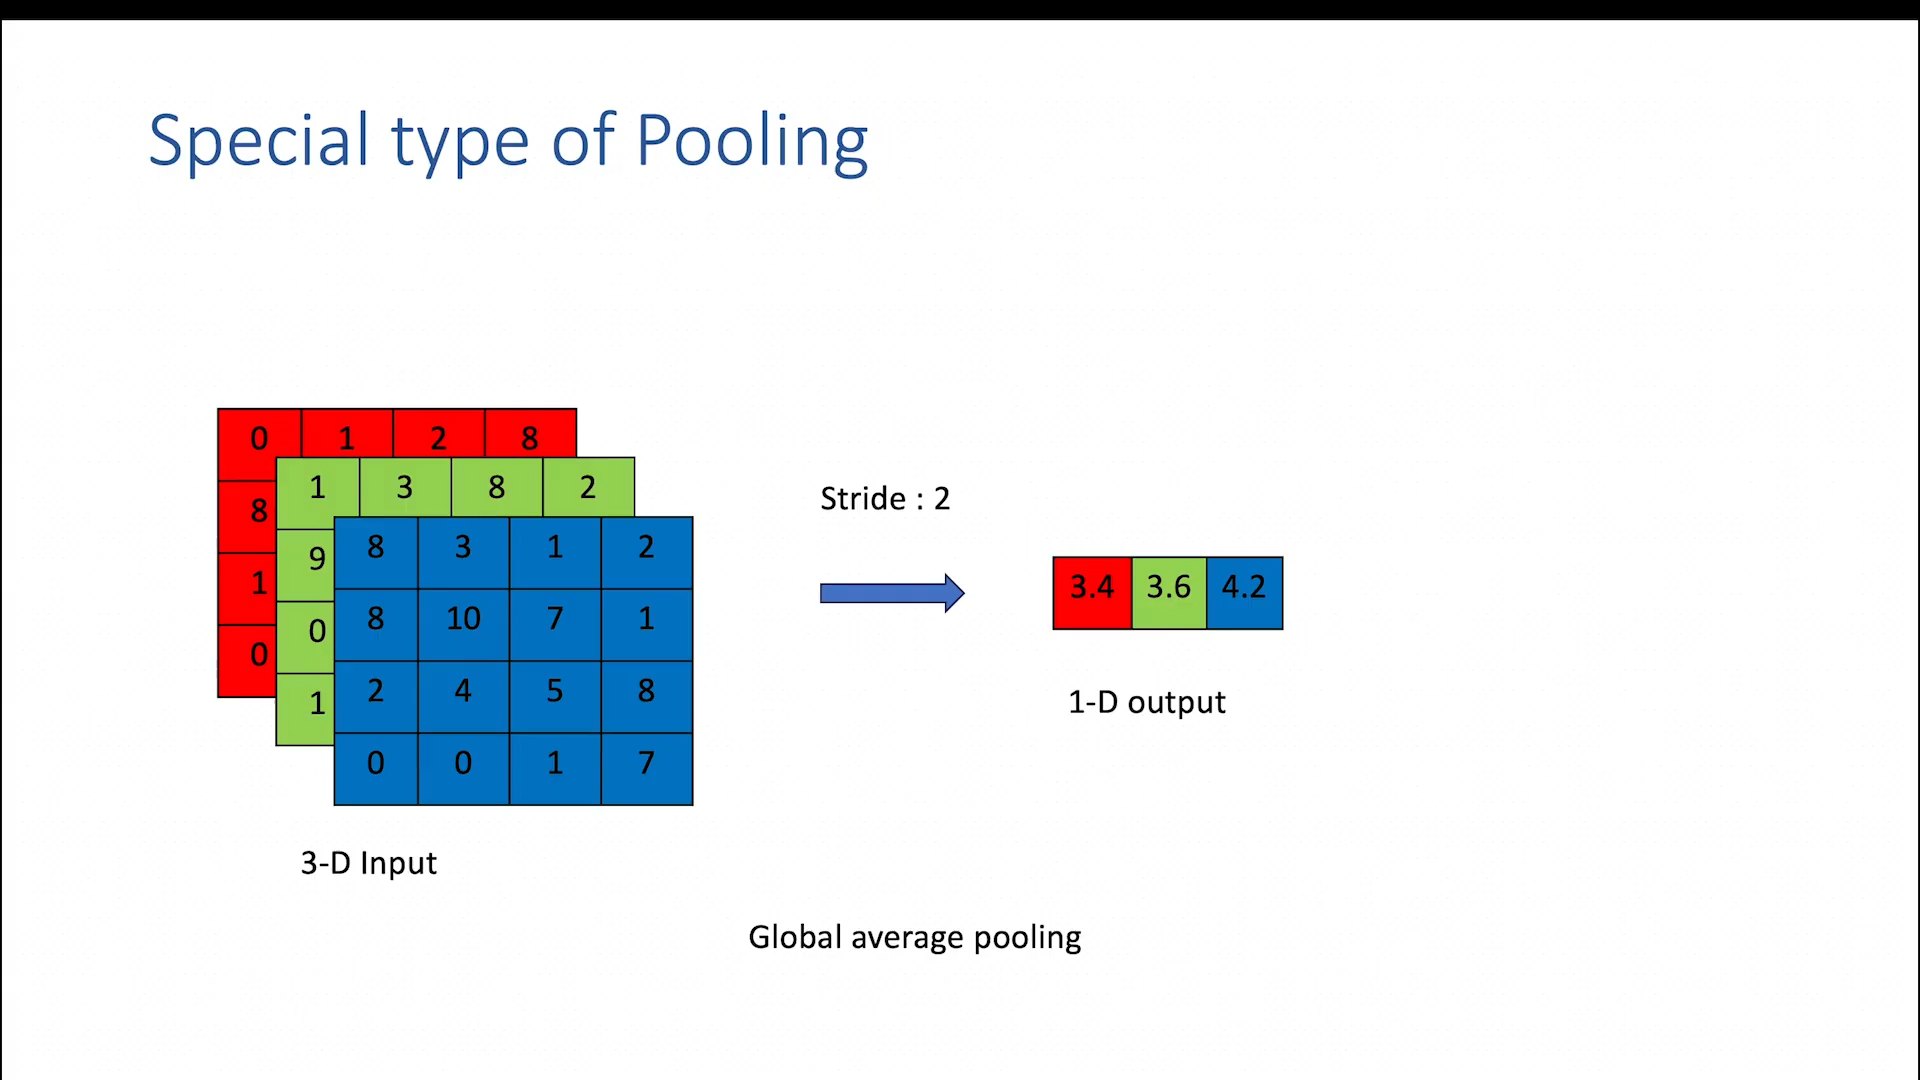 Special type of Pooling
0 1 2 8
8
1
0
1 3 8 2
9
0
1
8 3 1 2
8 10 7 1
2 4 5 8
0 0 1 7
3-D Input
Stride : 2
3.4 3.6 4.2
1-D output
Global average pooling